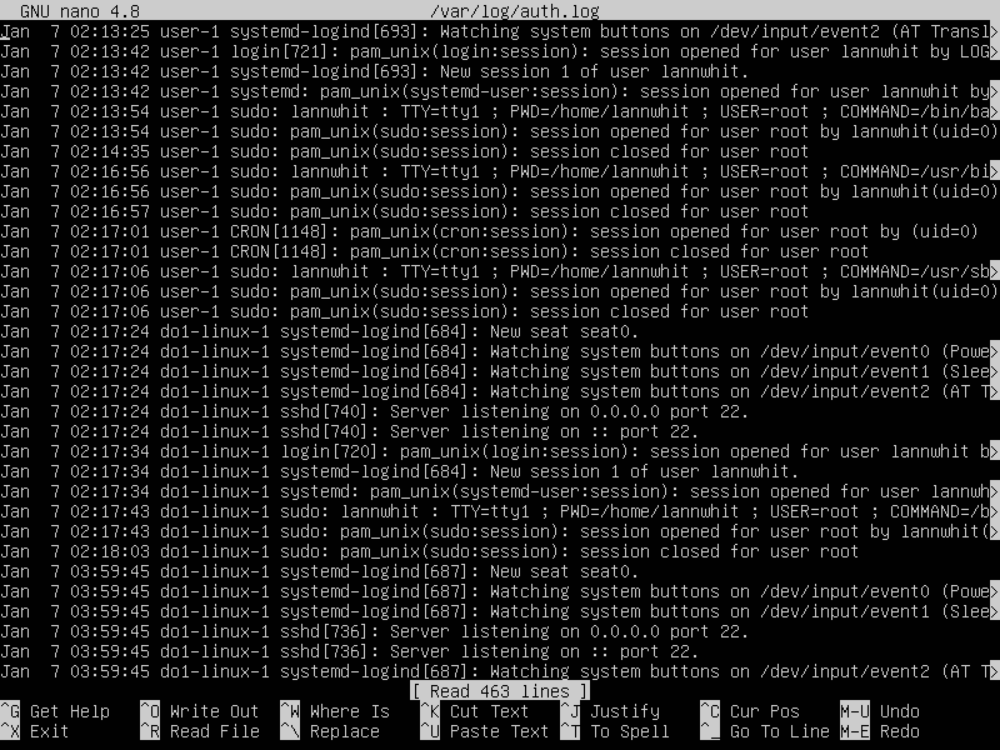 GNU nano 4.8 /var/log/auth.log
Jan  7 02:13:25 user-1 systemd-logind[693]: Watching system buttons on /dev/input/event2 (AT Transl>
Jan  7 02:13:42 user-1 login[721]: pam_unix(login:session): session opened for user lannwhit by LOG>
Jan  7 02:13:42 user-1 systemd-logind[693]: New session 1 of user lannwhit.
Jan  7 02:13:42 user-1 systemd: pam_unix(systemd-user:session): session opened for user lannwhit by>
Jan  7 02:13:54 user-1 sudo: lannwhit : TTY=tty1 ; PWD=/home/lannwhit ; USER=root ; COMMAND=/bin/ba>
Jan  7 02:13:54 user-1 sudo: pam_unix(sudo:session): session opened for user root by lannwhit(uid=0)
Jan  7 02:14:35 user-1 sudo: pam_unix(sudo:session): session closed for user root
Jan  7 02:16:56 user-1 sudo: lannwhit : TTY=tty1 ; PWD=/home/lannwhit ; USER=root ; COMMAND=/usr/bi>
Jan  7 02:16:56 user-1 sudo: pam_unix(sudo:session): session opened for user root by lannwhit(uid=0)
Jan  7 02:16:57 user-1 sudo: pam_unix(sudo:session): session closed for user root
Jan  7 02:17:01 user-1 CRON[1148]: pam_unix(cron:session): session opened for user root by (uid=0)
Jan  7 02:17:01 user-1 CRON[1148]: pam_unix(cron:session): session closed for user root
Jan  7 02:17:06 user-1 sudo: lannwhit : TTY=tty1 ; PWD=/home/lannwhit ; USER=root ; COMMAND=/usr/sb>
Jan  7 02:17:06 user-1 sudo: pam_unix(sudo:session): session opened for user root by lannwhit(uid=0)
Jan  7 02:17:06 user-1 sudo: pam_unix(sudo:session): session closed for user root
Jan  7 02:17:24 do1-linux-1 systemd-logind[684]: New seat seat0.
Jan  7 02:17:24 do1-linux-1 systemd-logind[684]: Watching system buttons on /dev/input/event0 (Powe>
Jan  7 02:17:24 do1-linux-1 systemd-logind[684]: Watching system buttons on /dev/input/event1 (Slee>
Jan  7 02:17:24 do1-linux-1 systemd-logind[684]: Watching system buttons on /dev/input/event2 (AT T>
Jan  7 02:17:24 do1-linux-1 sshd[740]: Server listening on 0.0.0.0 port 22.
Jan  7 02:17:24 do1-linux-1 sshd[740]: Server listening on :: port 22.
Jan  7 02:17:34 do1-linux-1 login[720]: pam_unix(login:session): session opened for user lannwhit b>
Jan  7 02:17:34 do1-linux-1 systemd-logind[684]: New session 1 of user lannwhit.
Jan  7 02:17:34 do1-linux-1 systemd: pam_unix(systemd-user:session): session opened for user lannwh>
Jan  7 02:17:43 do1-linux-1 sudo: lannwhit : TTY=tty1 ; PWD=/home/lannwhit ; USER=root ; COMMAND=/b>
Jan  7 02:17:43 do1-linux-1 sudo: pam_unix(sudo:session): session opened for user root by lannwhit(>
Jan  7 02:18:03 do1-linux-1 sudo: pam_unix(sudo:session): session closed for user root
Jan  7 03:59:45 do1-linux-1 systemd-logind[687]: New seat seat0.
Jan  7 03:59:45 do1-linux-1 systemd-logind[687]: Watching system buttons on /dev/input/event0 (Powe>
Jan  7 03:59:45 do1-linux-1 systemd-logind[687]: Watching system buttons on /dev/input/event1 (Slee>
Jan  7 03:59:45 do1-linux-1 sshd[736]: Server listening on 0.0.0.0 port 22.
Jan  7 03:59:45 do1-linux-1 sshd[736]: Server listening on :: port 22.
Jan  7 03:59:45 do1-linux-1 systemd-logind[687]: Watching system buttons on /dev/input/event2 (AT T>
[ Read 463 lines ]
^G Get Help ^O Write Out ^W Where Is ^K Cut Text ^J Justify ^C Cur Pos M-U Undo
^X Exit ^R Read File ^\ Replace ^U Paste Text ^T To Spell ^_ Go To Line M-E Redo